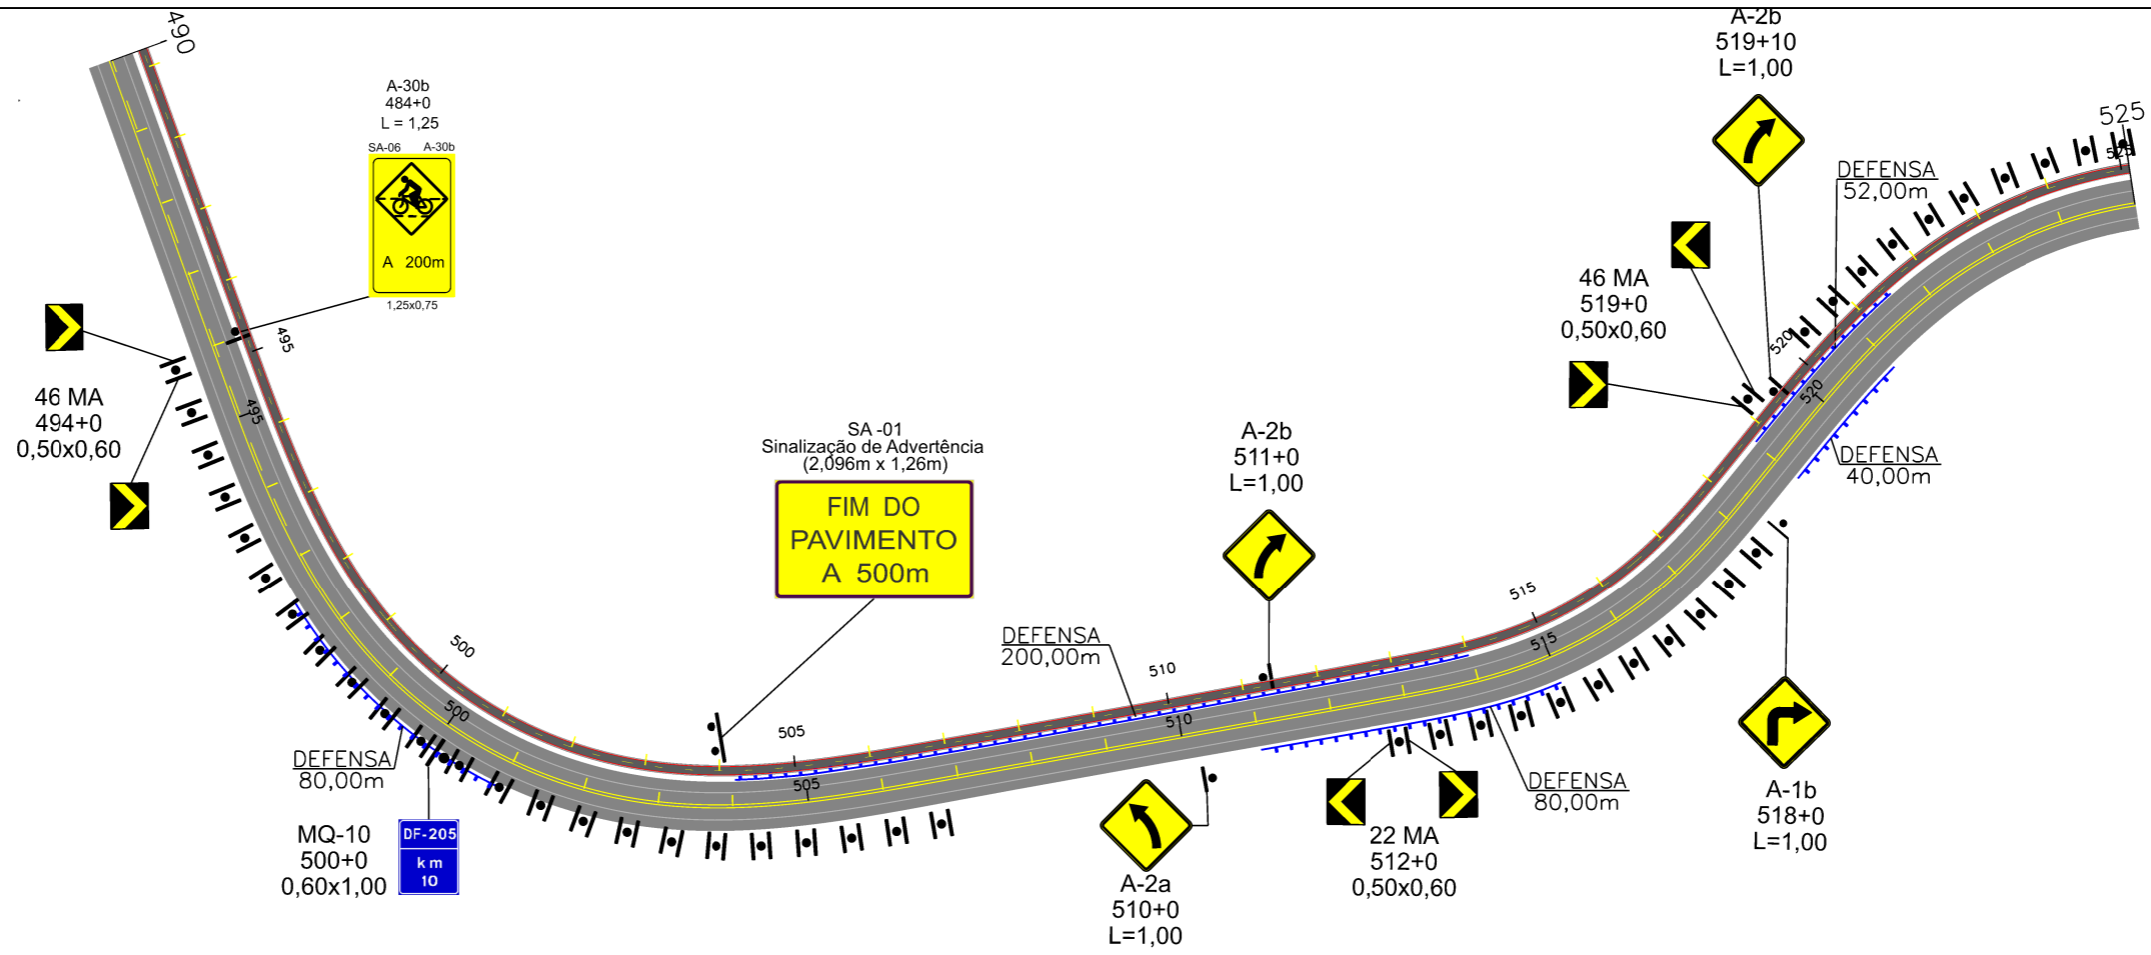 490
A-30b
484+0
L = 1,25
SA-06 A-30b
A 200m
1,25x0,75
495
495
46 MA
494+0
0,50x0,60
500
500
DEFENSA
80,00m
MQ-10
500+0
0,60x1,00
DF-205
km
10
SA -01
Sinalização de Advertência
(2,096m x 1,26m)
FIM DO
PAVIMENTO
A 500m
505
505
DEFENSA
200,00m
510
510
A-2b
511+0
L=1,00
A-2a
510+0
L=1,00
22 MA
512+0
0,50x0,60
DEFENSA
80,00m
515
515
A-1b
518+0
L=1,00
46 MA
519+0
0,50x0,60
A-2b
519+10
L=1,00
520
520
DEFENSA
52,00m
DEFENSA
40,00m
525
525